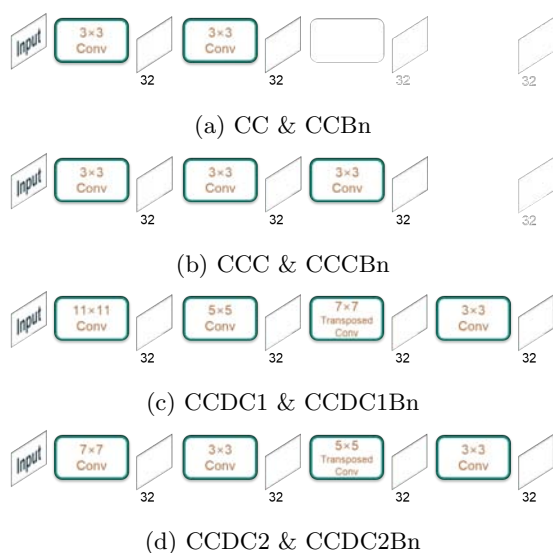 Input
3×3
Conv
32
3×3
Conv
32
32
32
(a) CC & CCBn
Input
3×3
Conv
32
3×3
Conv
32
3×3
Conv
32
32
(b) CCC & CCCBn
Input
11×11
Conv
32
5×5
Conv
32
7×7
Transposed
Conv
32
3×3
Conv
32
(c) CCDC1 & CCDC1Bn
Input
7×7
Conv
32
3×3
Conv
32
5×5
Transposed
Conv
32
3×3
Conv
32
(d) CCDC2 & CCDC2Bn